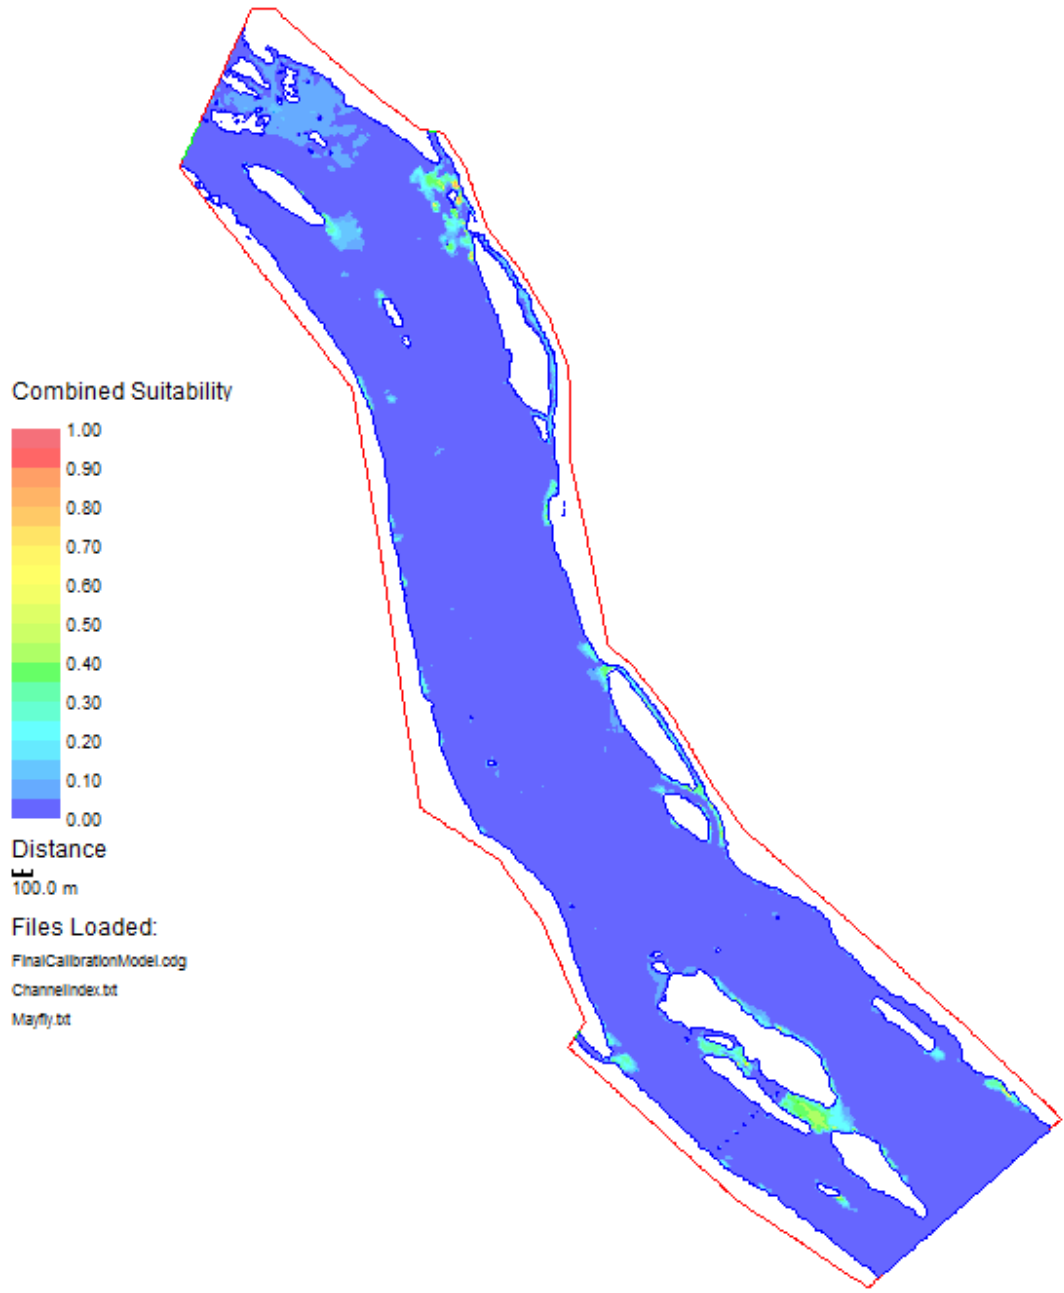 Combined Suitability
1.00
0.90
0.80
0.70
0.60
0.50
0.40
0.30
0.20
0.10
0.00
Distance
100.0 m
Files Loaded:
FinalCalibrationModel.cdg
ChannelIndex.txt
Mayfly.txt